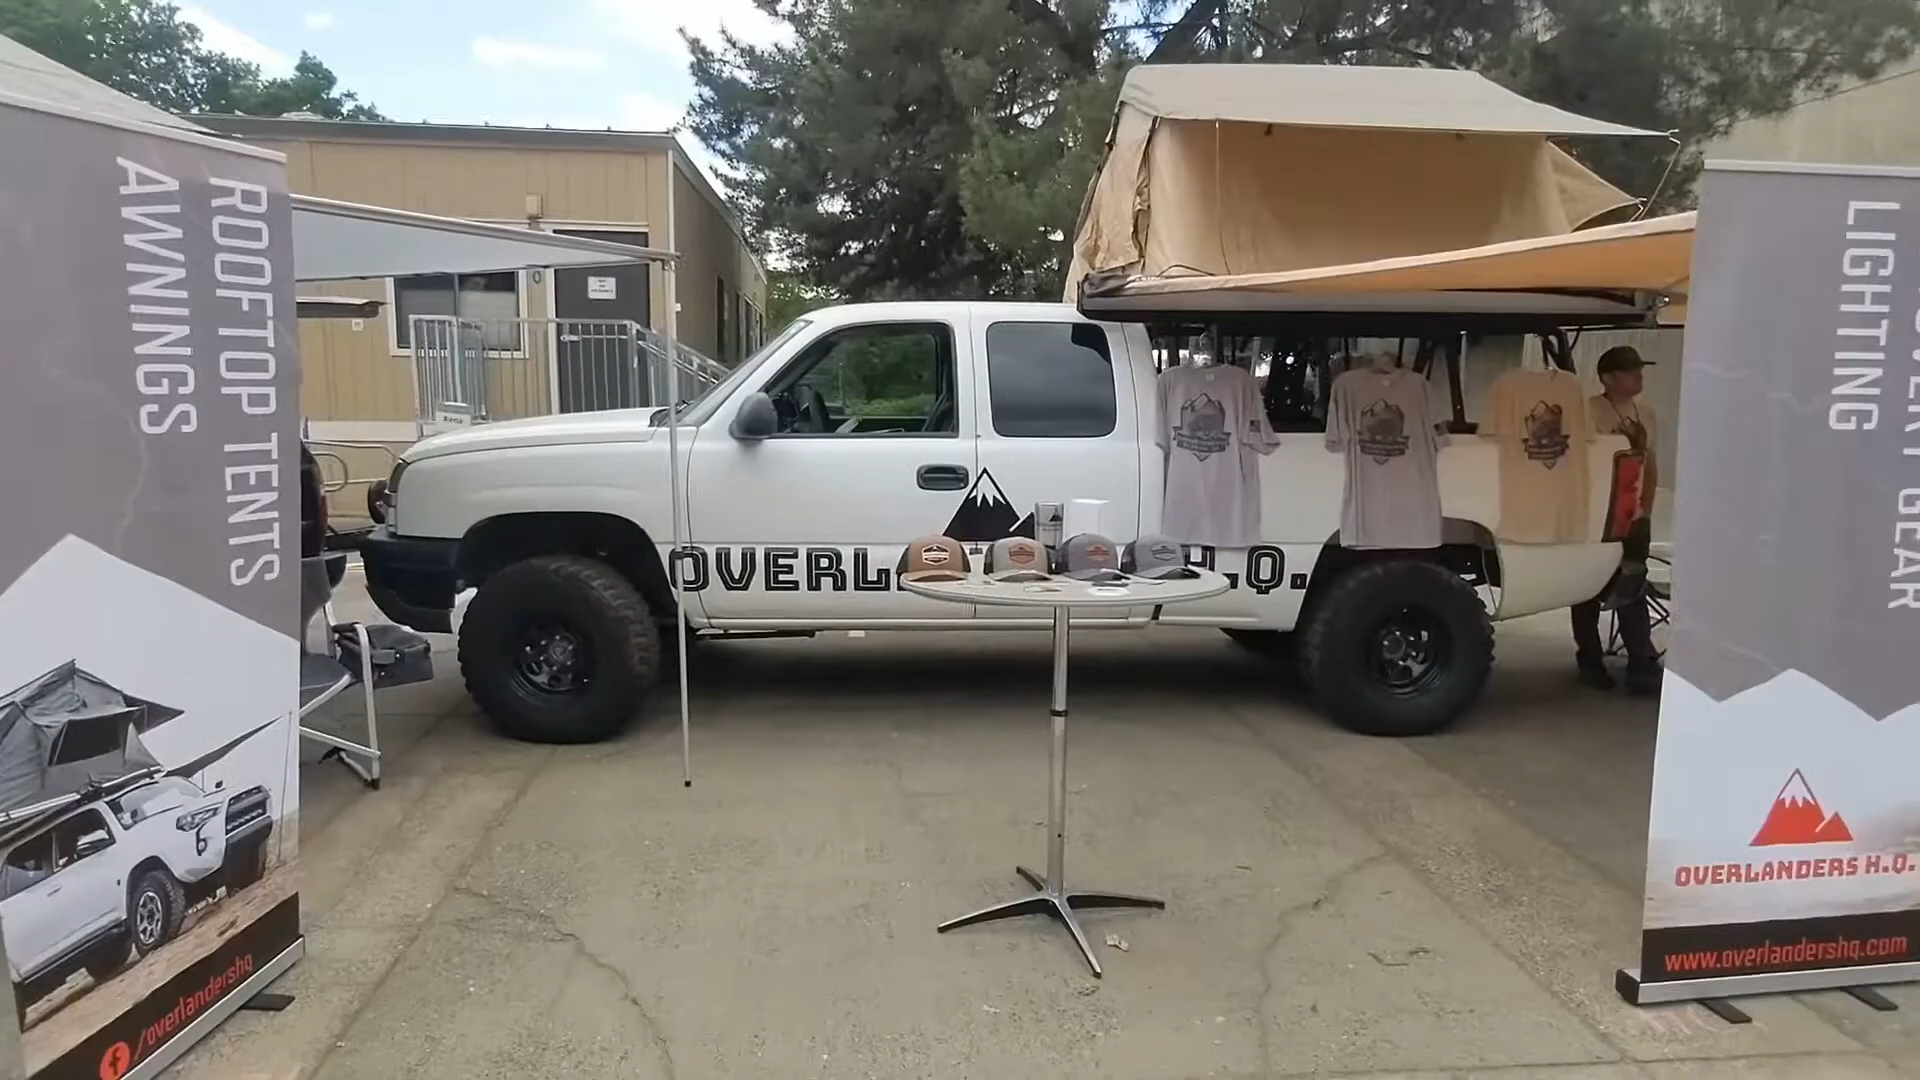 ROOFTOP TENTS
AWNINGS
/overlandershq
OVERL
H.Q.
GEAR
LIGHTING
OVERLANDERS H.Q.
www.overlandershq.com